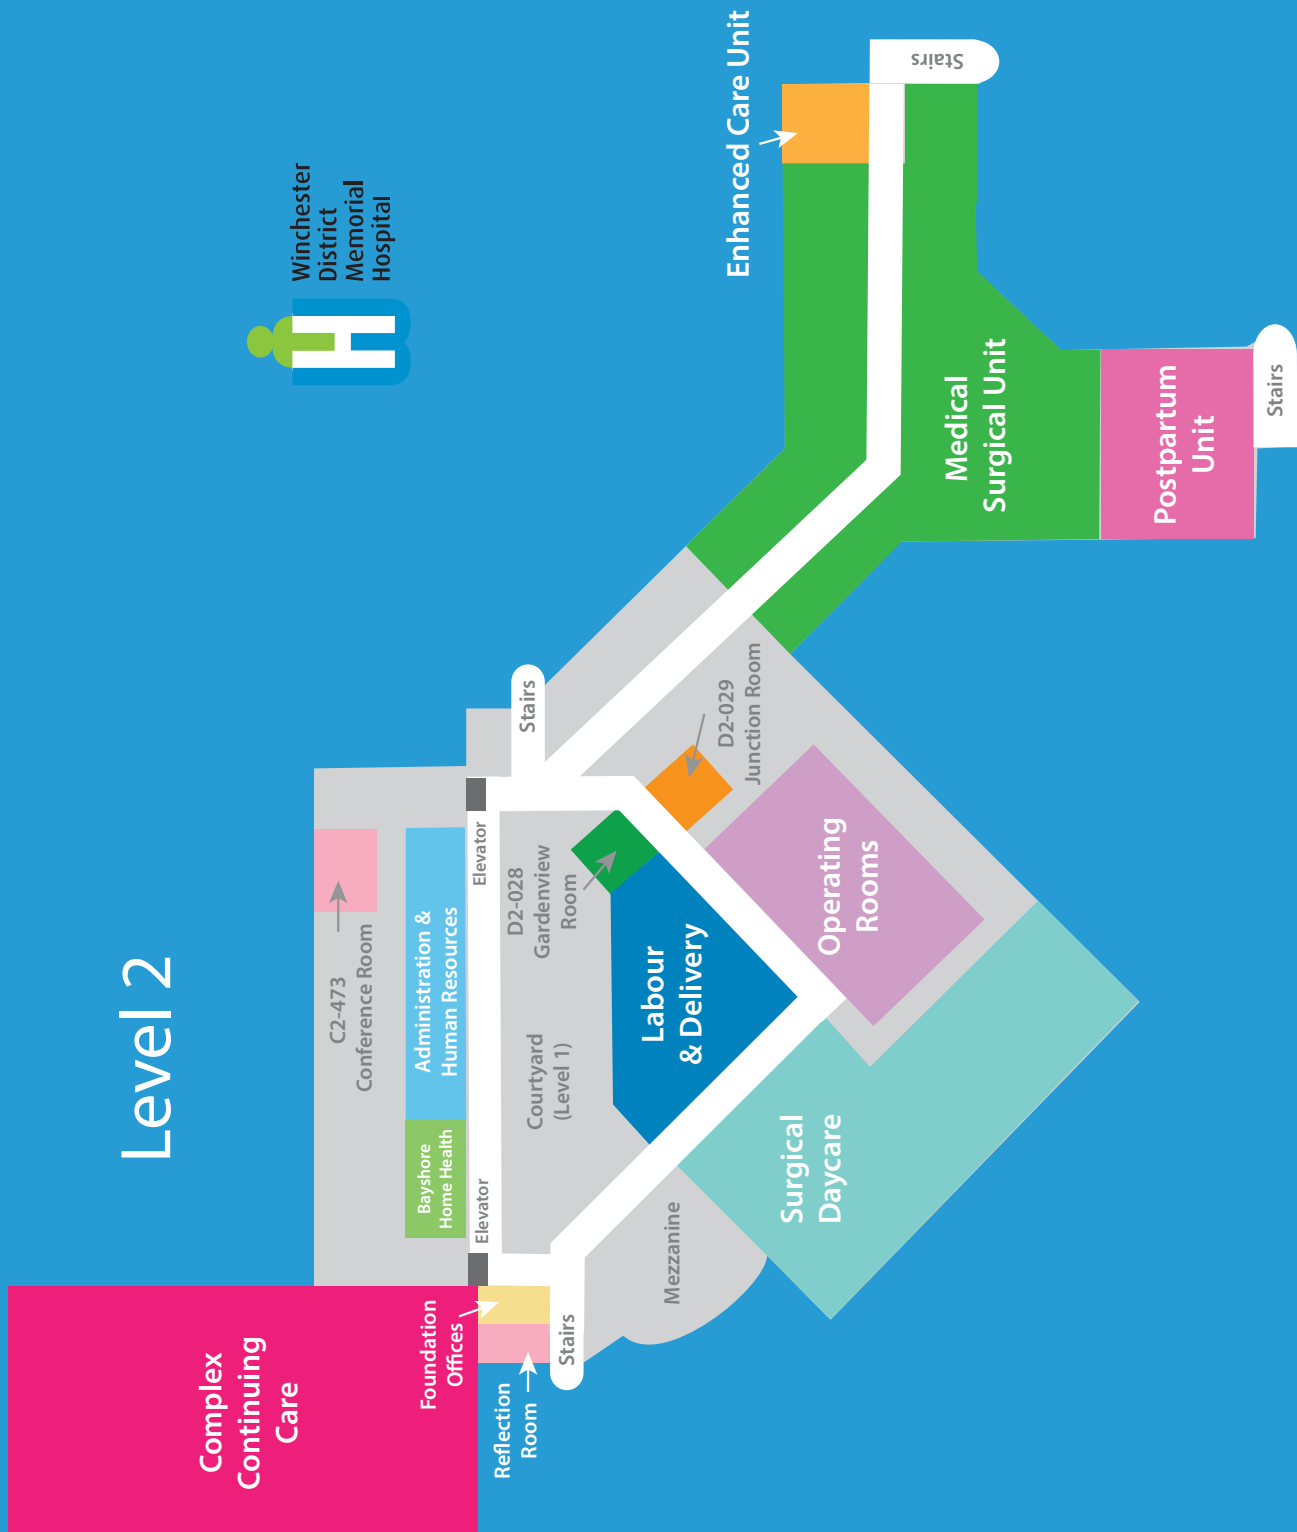 Level 2
Winchester
District
Memorial
Hospital
H
Complex
Continuing
Care
Foundation
Offices
Reflection
Room
Stairs
Bayshore
Home Health
Elevator
Administration &
Human Resources
C2-473
Conference Room
Elevator
Courtyard
(Level 1)
D2-028
Gardenview
Room
Stairs
Labour
& Delivery
Mezzanine
Surgical
Daycare
Operating
Rooms
D2-029
Junction Room
Enhanced Care Unit
Stairs
Medical
Surgical Unit
Postpartum
Unit
Stairs